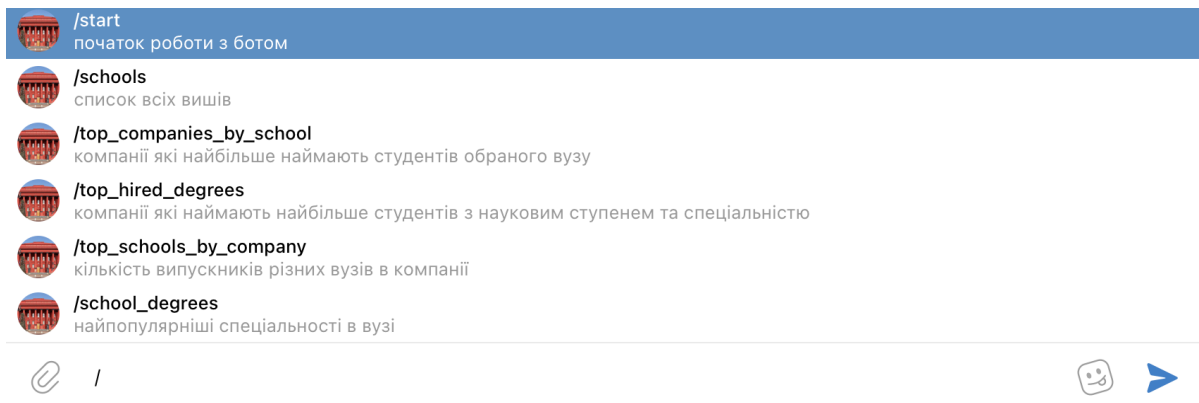 /start
початок роботи з ботом
/schools
список всіх вишів
/top_companies_by_school
компанії які найбільше наймають студентів обраного вузу
/top_hired_degrees
компанії які наймають найбільше студентів з науковим ступенем та спеціальністю
/top_schools_by_company
кількість випускників різних вузів в компанії
/school_degrees
найпопулярніші спеціальності в вузі
/